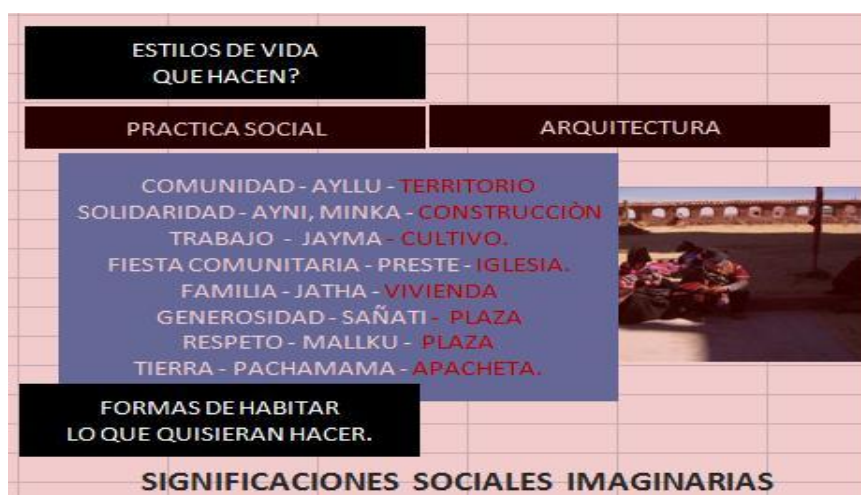 ESTILOS DE VIDA
QUE HACEN?
PRACTICA SOCIAL
ARQUITECTURA
COMUNIDAD - AYLLU - TERRITORIO
SOLIDARIDAD - AYNI, MINKA - CONSTRUCCIÒN
TRABAJO - JAYMA - CULTIVO.
FIESTA COMUNITARIA - PRESTE - IGLESIA.
FAMILIA - JATHA - VIVIENDA
GENEROSIDAD - SAÑATI - PLAZA
RESPETO - MALLKU - PLAZA
TIERRA - PACHAMAMA - APACHETA.
FORMAS DE HABITAR
LO QUE QUISIERAN HACER.
SIGNIFICACIONES SOCIALES IMAGINARIAS